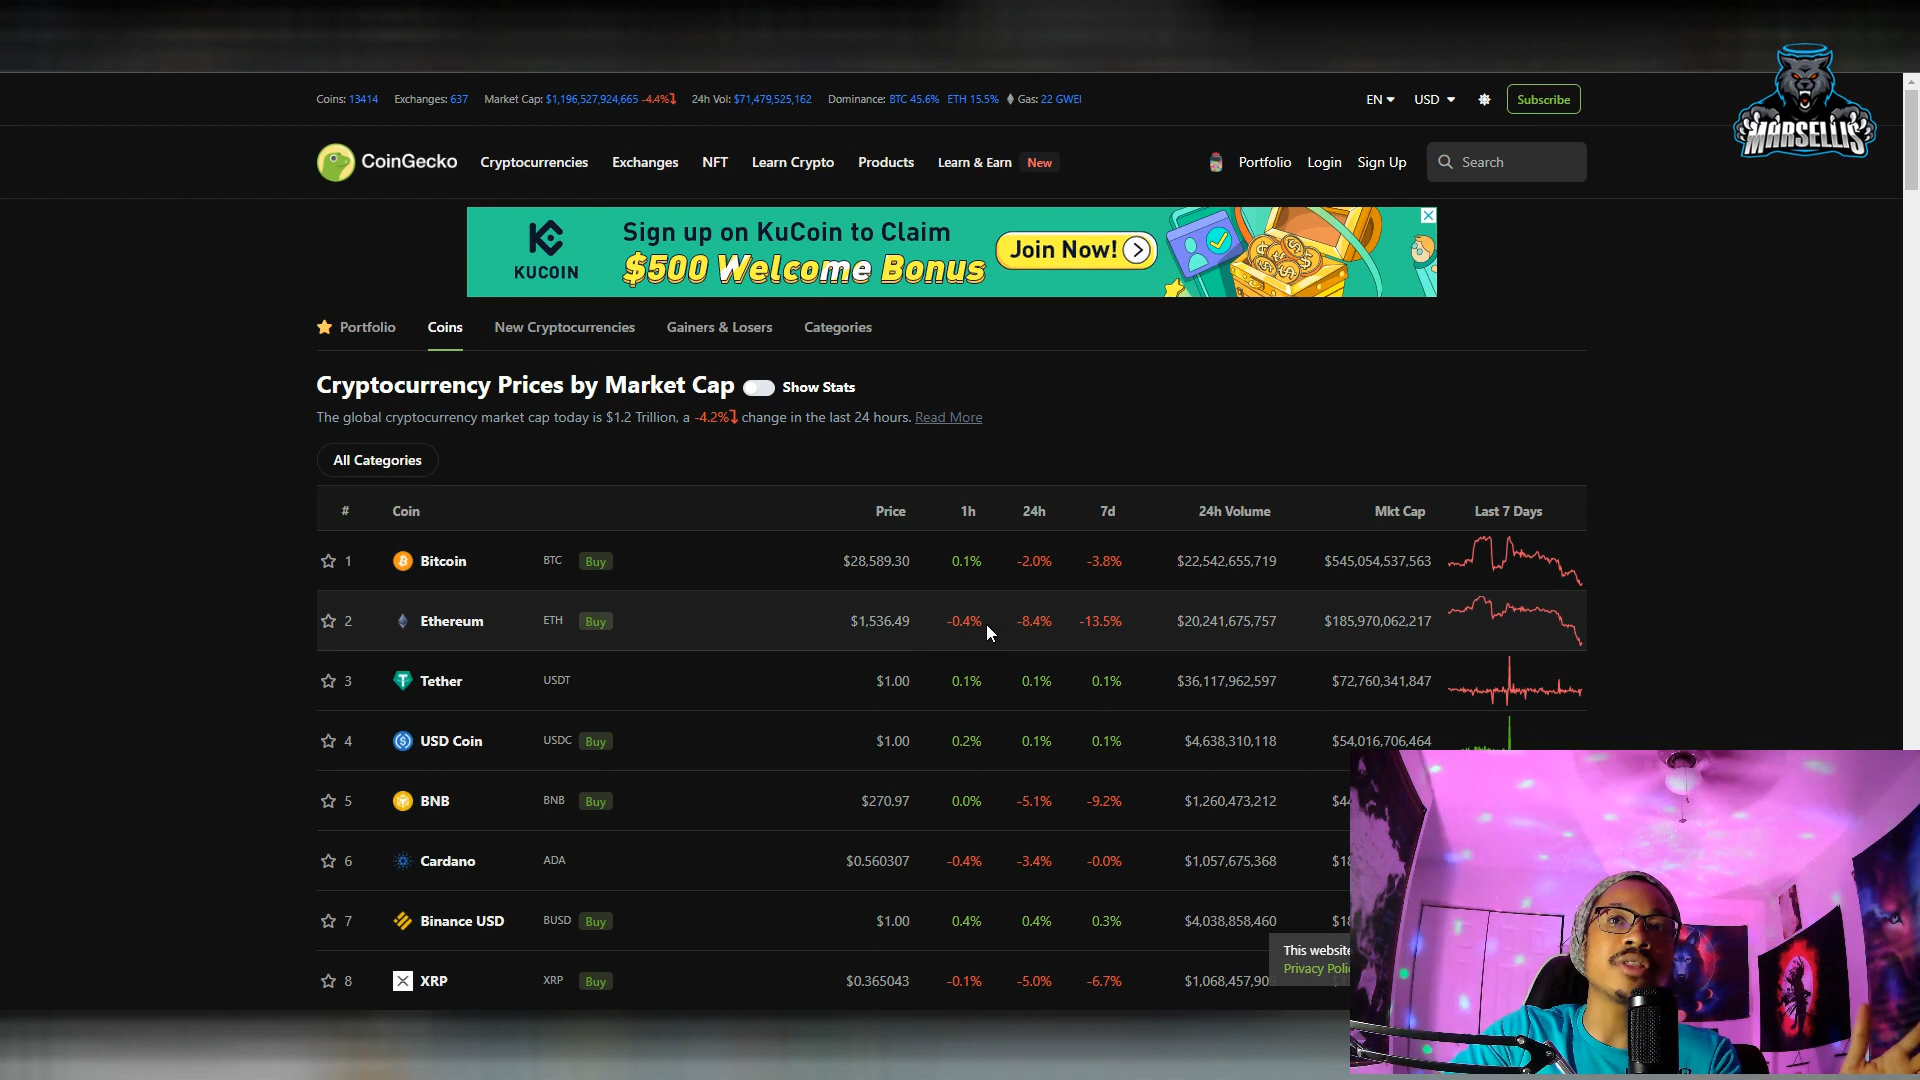 MARSELLIS
Coins: 13414 Exchanges: 637 Market Cap: $1,196,527,924,665 -4.4% 24h Vol: $71,479,525,162 Dominance: BTC 45.6% ETH 15.5% Gas: 22 GWEI EN USD Subscribe
CoinGecko Cryptocurrencies Exchanges NFT Learn Crypto Products Learn & Earn New Portfolio Login Sign Up Search
KUCOIN
Sign up on KuCoin to Claim
$500 Welcome Bonus
Join Now!
Portfolio Coins New Cryptocurrencies Gainers & Losers Categories
Cryptocurrency Prices by Market Cap Show Stats
The global cryptocurrency market cap today is $1.2 Trillion, a -4.2% change in the last 24 hours. Read More
All Categories
# Coin Price 1h 24h 7d 24h Volume Mkt Cap Last 7 Days
1 Bitcoin BTC Buy $28,589.30 0.1% -2.0% -3.8% $22,542,655,719 $545,054,537,563
2 Ethereum ETH Buy $1,536.49 -0.4% -8.4% -13.5% $20,241,675,757 $185,970,062,217
3 Tether USDT $1.00 0.1% 0.1% 0.1% $36,117,962,597 $72,760,341,847
4 USD Coin USDC Buy $1.00 0.2% 0.1% 0.1% $4,638,310,118 $54,016,706,464
5 BNB BNB Buy $270.97 0.0% -5.1% -9.2% $1,260,473,212
6 Cardano ADA $0.560307 -0.4% -3.4% -0.0% $1,057,675,368
7 Binance USD BUSD Buy $1.00 0.4% 0.4% 0.3% $4,038,858,460
8 XRP XRP Buy $0.365043 -0.1% -5.0% -6.7%
This website
Privacy